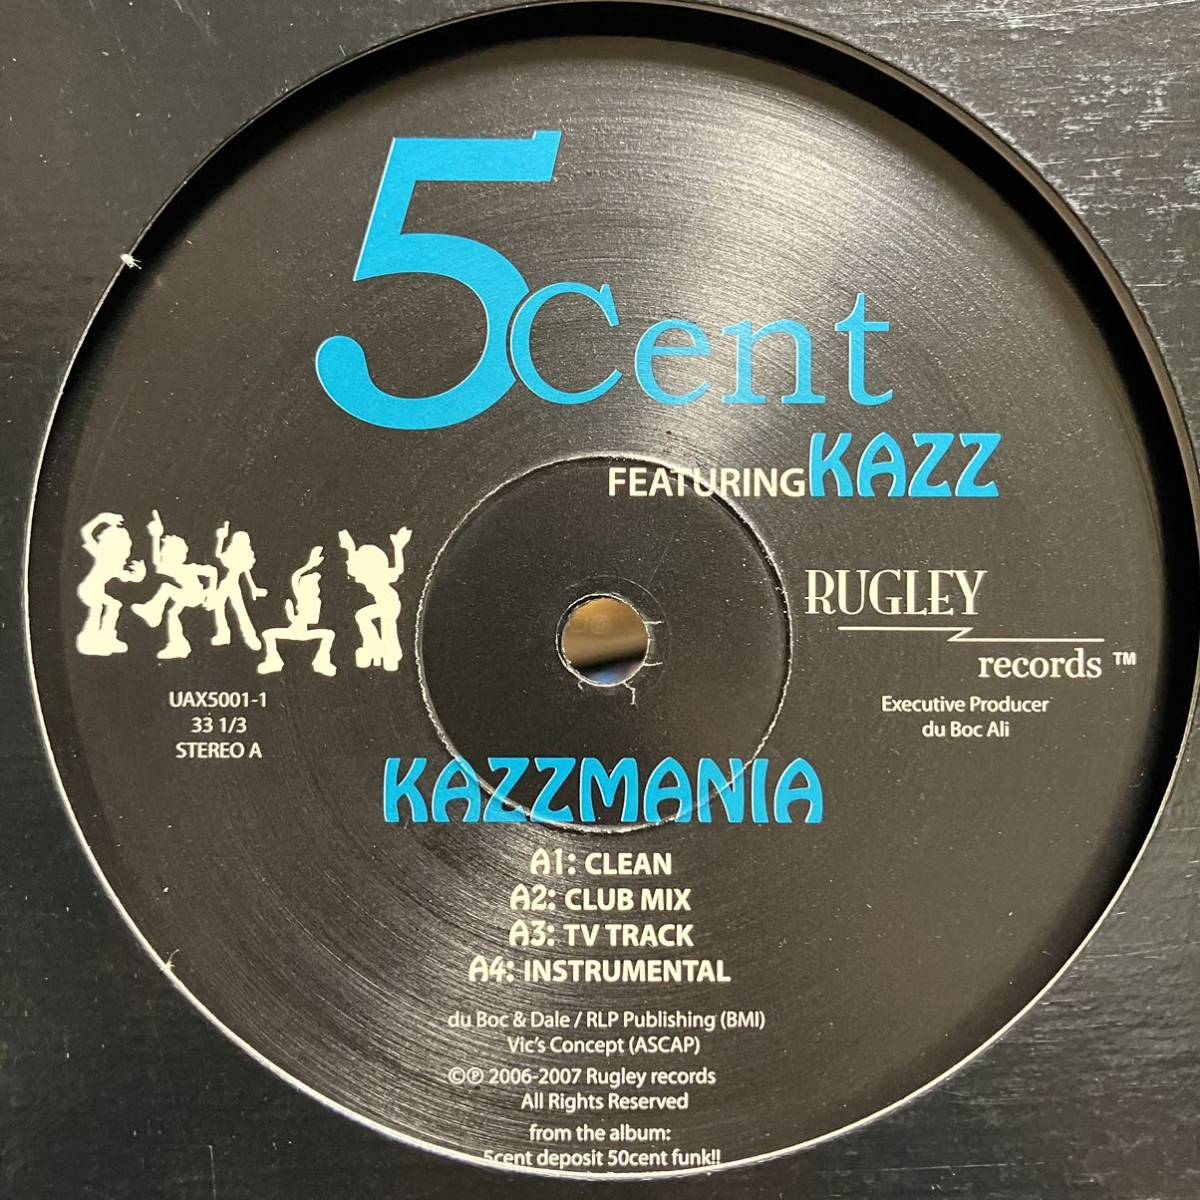 5Cent
FEATURING KAZZ
RUGLEY
records ™
Executive Producer
du Boc Ali
UAX5001-1
33 1/3
STEREO A
KAZZMANIA
A1: CLEAN
A2: CLUB MIX
A3: TV TRACK
A4: INSTRUMENTAL
du Boc & Dale / RLP Publishing (BMI)
Vic's Concept (ASCAP)
©℗ 2006-2007 Rugley records
All Rights Reserved
from the album:
5cent deposit 50cent funk!!